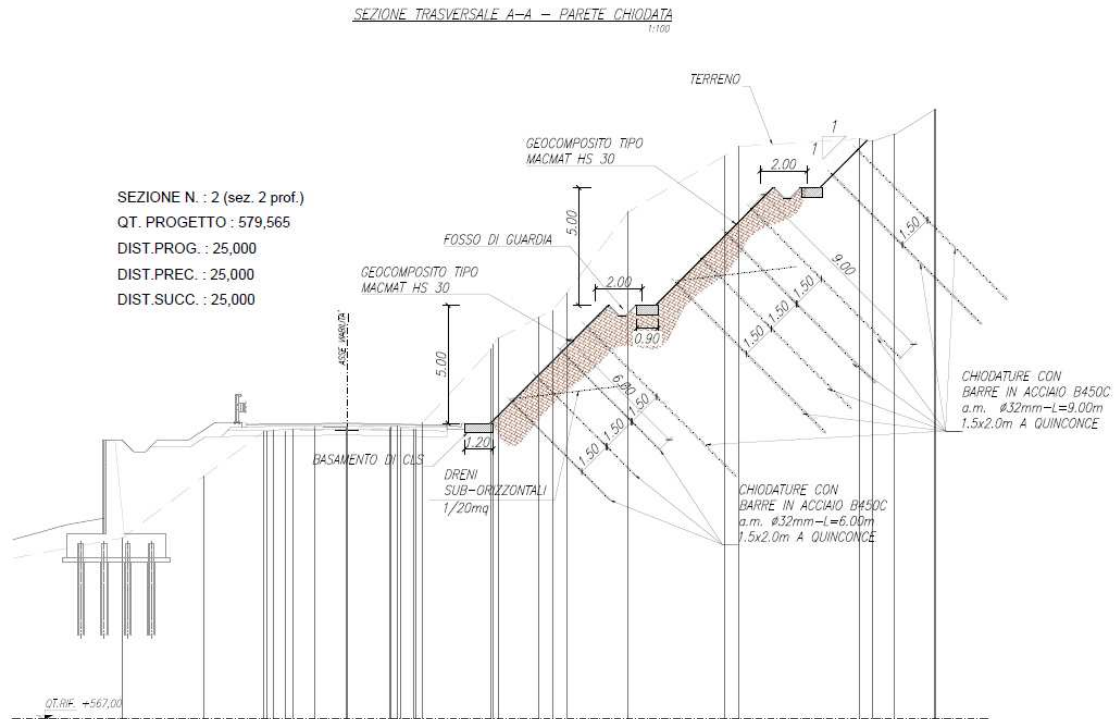 SEZIONE TRASVERSALE A-A - PARETE CHIODATA
1:100
TERRENO
1
1
GEOCOMPOSITO TIPO
MACMAT HS 30
2.00
SEZIONE N. : 2 (sez. 2 prof.)
QT. PROGETTO : 579,565
DIST.PROG. : 25,000
DIST.PREC. : 25,000
DIST.SUCC. : 25,000
5.00
1.50
FOSSO DI GUARDIA
GEOCOMPOSITO TIPO
MACMAT HS 30
2.00
9.00
1.50
1.50
1.50
1.50
ASSE VIABILITA'
5.00
0.90
6.00
1.50
1.50
1.50
CHIODATURE CON
BARRE IN ACCIAIO B450C
a.m. ø32mm-L=9.00m
1.5x2.0m A QUINCONCE
1.20
BASAMENTO DI CLS
DRENI
SUB-ORIZZONTALI
1/20mq
CHIODATURE CON
BARRE IN ACCIAIO B450C
a.m. ø32mm-L=6.00m
1.5x2.0m A QUINCONCE
QT.RIF. +567,00